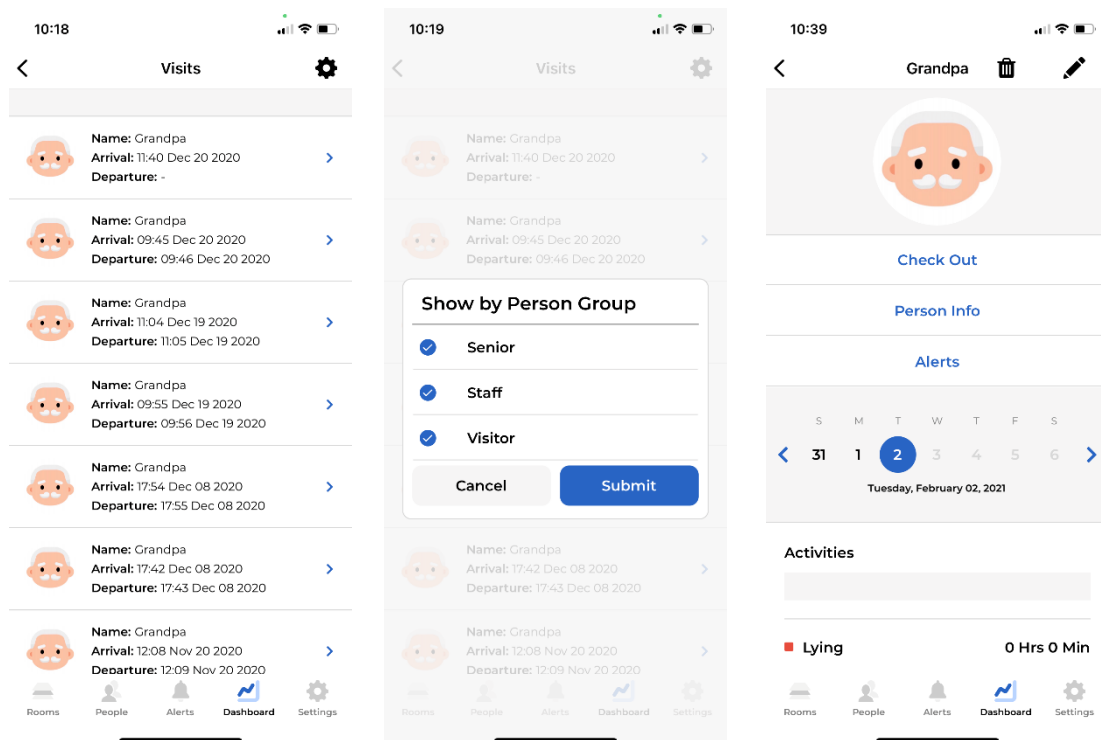 10:18
Visits
Name: Grandpa
Arrival: 11:40 Dec 20 2020
Departure: -
Name: Grandpa
Arrival: 09:45 Dec 20 2020
Departure: 09:46 Dec 20 2020
Name: Grandpa
Arrival: 11:04 Dec 19 2020
Departure: 11:05 Dec 19 2020
Name: Grandpa
Arrival: 09:55 Dec 19 2020
Departure: 09:56 Dec 19 2020
Name: Grandpa
Arrival: 17:54 Dec 08 2020
Departure: 17:55 Dec 08 2020
Name: Grandpa
Arrival: 17:42 Dec 08 2020
Departure: 17:43 Dec 08 2020
Name: Grandpa
Arrival: 12:08 Nov 20 2020
Departure: 12:09 Nov 20 2020
Rooms People Alerts Dashboard Settings
10:19
Visits
Name: Grandpa
Arrival: 11:40 Dec 20 2020
Departure: -
Name: Grandpa
Arrival: 09:45 Dec 20 2020
Departure: 09:46 Dec 20 2020
Show by Person Group
Senior
Staff
Visitor
Cancel Submit
Name: Grandpa
Arrival: 17:42 Dec 08 2020
Departure: 17:43 Dec 08 2020
Name: Grandpa
Arrival: 12:08 Nov 20 2020
Departure: 12:09 Nov 20 2020
Rooms People Alerts Dashboard Settings
10:39
Grandpa
Check Out
Person Info
Alerts
S M T W T F S
31 1 2 3 4 5 6
Tuesday, February 02, 2021
Activities
Lying 0 Hrs 0 Min
Rooms People Alerts Dashboard Settings